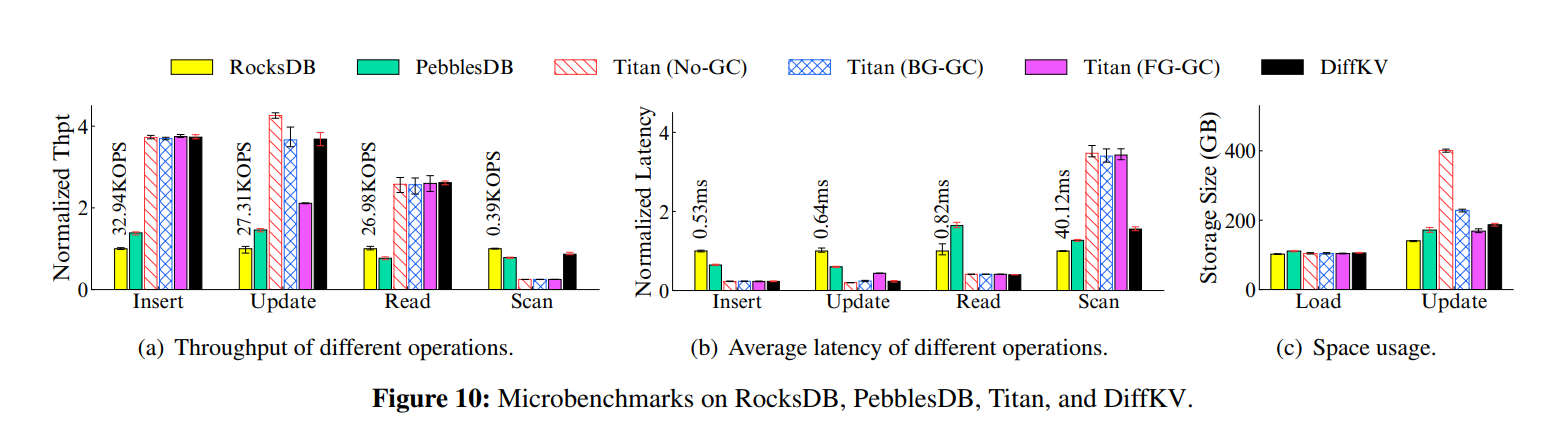 RocksDB PebblesDB Titan (No-GC) Titan (BG-GC) Titan (FG-GC) DiffKV
Normalized Thpt
4
2
0
32.94KOPS
27.31KOPS
26.98KOPS
0.39KOPS
Insert Update Read Scan
(a) Throughput of different operations.
Normalized Latency
4
2
0
0.53ms
0.64ms
0.82ms
40.12ms
Insert Update Read Scan
(b) Average latency of different operations.
Storage Size (GB)
400
200
0
Load Update
(c) Space usage.
Figure 10: Microbenchmarks on RocksDB, PebblesDB, Titan, and DiffKV.